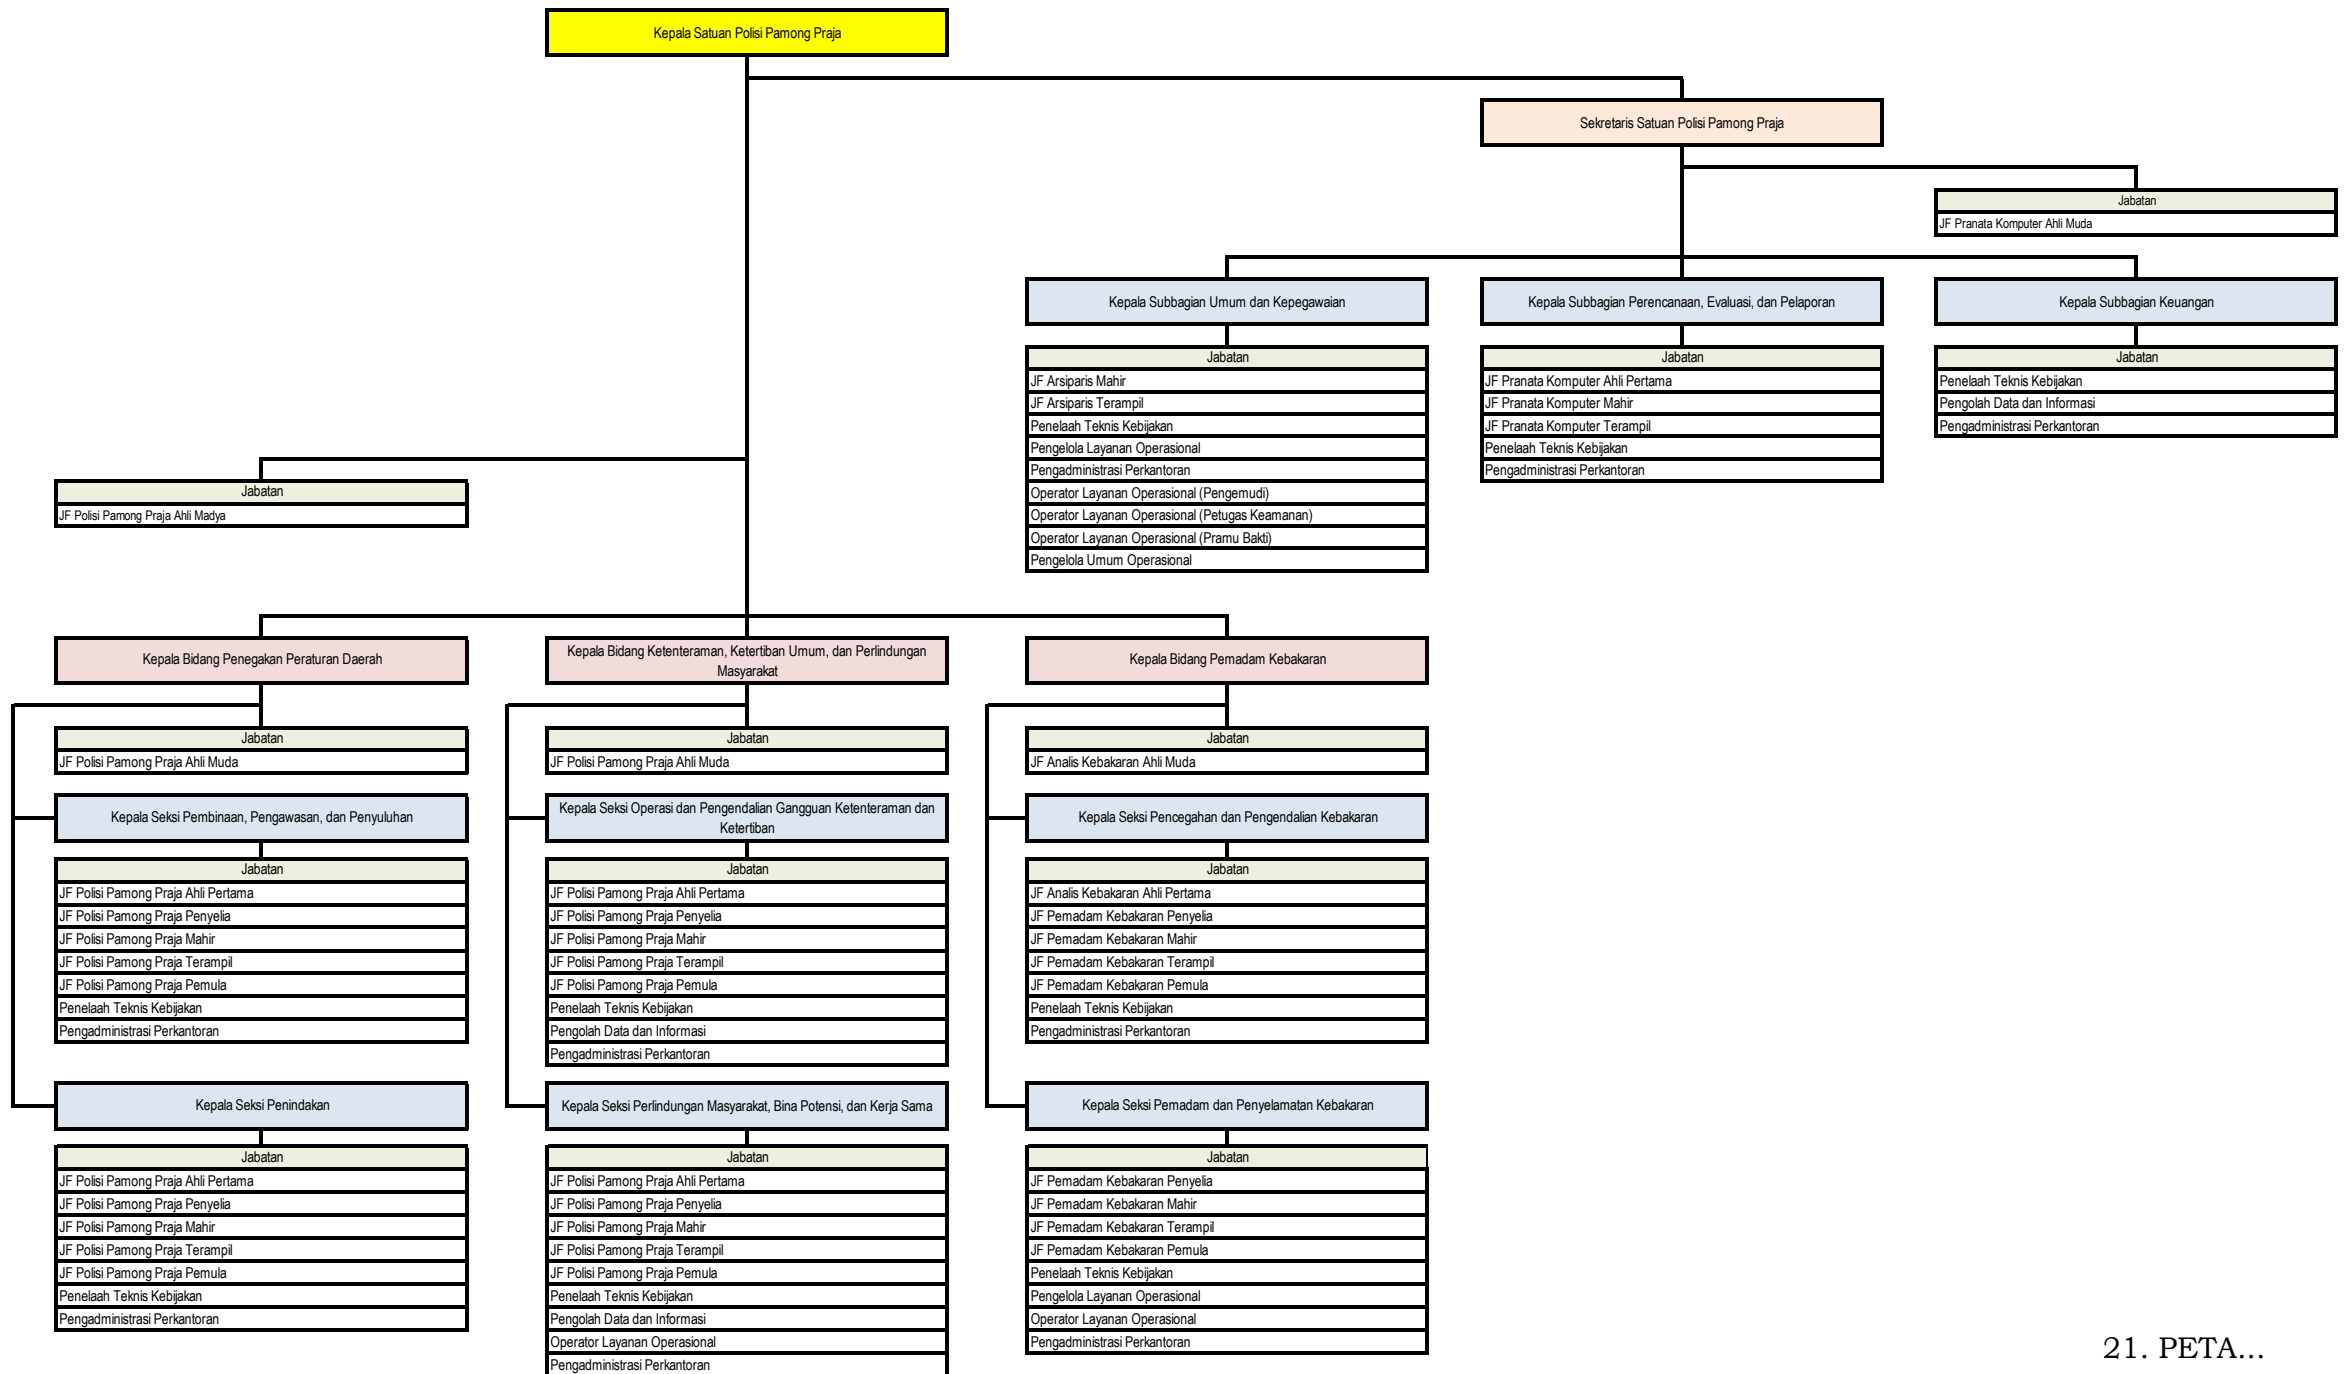 Kepala Satuan Polisi Pamong Praja
Sekretaris Satuan Polisi Pamong Praja
Jabatan
JF Pranata Komputer Ahli Muda
Kepala Subbagian Umum dan Kepegawaian
Jabatan
JF Arsiparis Mahir
JF Arsiparis Terampil
Penelaah Teknis Kebijakan
Pengelola Layanan Operasional
Pengadministrasi Perkantoran
Operator Layanan Operasional (Pengemudi)
Operator Layanan Operasional (Petugas Keamanan)
Operator Layanan Operasional (Pramu Bakti)
Pengelola Umum Operasional
Kepala Subbagian Perencanaan, Evaluasi, dan Pelaporan
Jabatan
JF Pranata Komputer Ahli Pertama
JF Pranata Komputer Mahir
JF Pranata Komputer Terampil
Penelaah Teknis Kebijakan
Pengadministrasi Perkantoran
Kepala Subbagian Keuangan
Jabatan
Penelaah Teknis Kebijakan
Pengolah Data dan Informasi
Pengadministrasi Perkantoran
Jabatan
JF Polisi Pamong Praja Ahli Madya
Kepala Bidang Penegakan Peraturan Daerah
Jabatan
JF Polisi Pamong Praja Ahli Muda
Kepala Seksi Pembinaan, Pengawasan, dan Penyuluhan
Jabatan
JF Polisi Pamong Praja Ahli Pertama
JF Polisi Pamong Praja Penyelia
JF Polisi Pamong Praja Mahir
JF Polisi Pamong Praja Terampil
JF Polisi Pamong Praja Pemula
Penelaah Teknis Kebijakan
Pengadministrasi Perkantoran
Kepala Seksi Penindakan
Jabatan
JF Polisi Pamong Praja Ahli Pertama
JF Polisi Pamong Praja Penyelia
JF Polisi Pamong Praja Mahir
JF Polisi Pamong Praja Terampil
JF Polisi Pamong Praja Pemula
Penelaah Teknis Kebijakan
Pengadministrasi Perkantoran
Kepala Bidang Ketenteraman, Ketertiban Umum, dan Perlindungan
Masyarakat
Jabatan
JF Polisi Pamong Praja Ahli Muda
Kepala Seksi Operasi dan Pengendalian Gangguan Ketenteraman dan
Ketertiban
Jabatan
JF Polisi Pamong Praja Ahli Pertama
JF Polisi Pamong Praja Penyelia
JF Polisi Pamong Praja Mahir
JF Polisi Pamong Praja Terampil
JF Polisi Pamong Praja Pemula
Penelaah Teknis Kebijakan
Pengolah Data dan Informasi
Pengadministrasi Perkantoran
Kepala Seksi Perlindungan Masyarakat, Bina Potensi, dan Kerja Sama
Jabatan
JF Polisi Pamong Praja Ahli Pertama
JF Polisi Pamong Praja Penyelia
JF Polisi Pamong Praja Mahir
JF Polisi Pamong Praja Terampil
JF Polisi Pamong Praja Pemula
Penelaah Teknis Kebijakan
Pengolah Data dan Informasi
Operator Layanan Operasional
Pengadministrasi Perkantoran
Kepala Bidang Pemadam Kebakaran
Jabatan
JF Analis Kebakaran Ahli Muda
Kepala Seksi Pencegahan dan Pengendalian Kebakaran
Jabatan
JF Analis Kebakaran Ahli Pertama
JF Pemadam Kebakaran Penyelia
JF Pemadam Kebakaran Mahir
JF Pemadam Kebakaran Terampil
JF Pemadam Kebakaran Pemula
Penelaah Teknis Kebijakan
Pengadministrasi Perkantoran
Kepala Seksi Pemadam dan Penyelamatan Kebakaran
Jabatan
JF Pemadam Kebakaran Penyelia
JF Pemadam Kebakaran Mahir
JF Pemadam Kebakaran Terampil
JF Pemadam Kebakaran Pemula
Penelaah Teknis Kebijakan
Pengelola Layanan Operasional
Operator Layanan Operasional
Pengadministrasi Perkantoran
21. PETA...